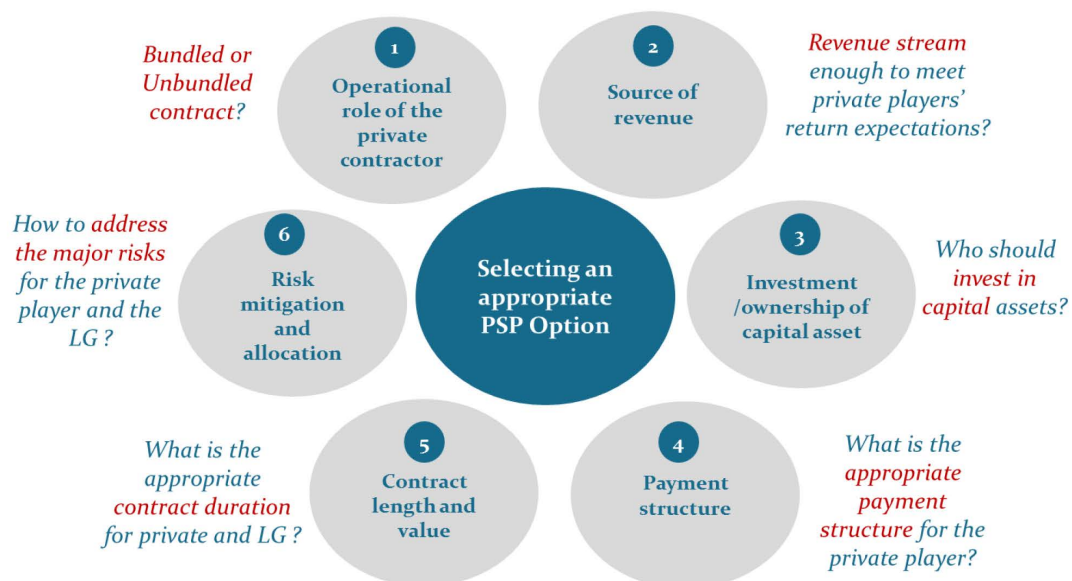 Bundled or
Unbundled
contract?
1
Operational
role of the
private
contractor
2
Source of
revenue
Revenue stream
enough to meet
private players’
return expectations?
How to address
the major risks
for the private
player and the
LG ?
6
Risk
mitigation
and
allocation
Selecting an
appropriate
PSP Option
3
Investment
/ownership of
capital asset
Who should
invest in
capital assets?
What is the
appropriate
contract duration
for private and LG ?
5
Contract
length and
value
4
Payment
structure
What is the
appropriate
payment
structure for the
private player?